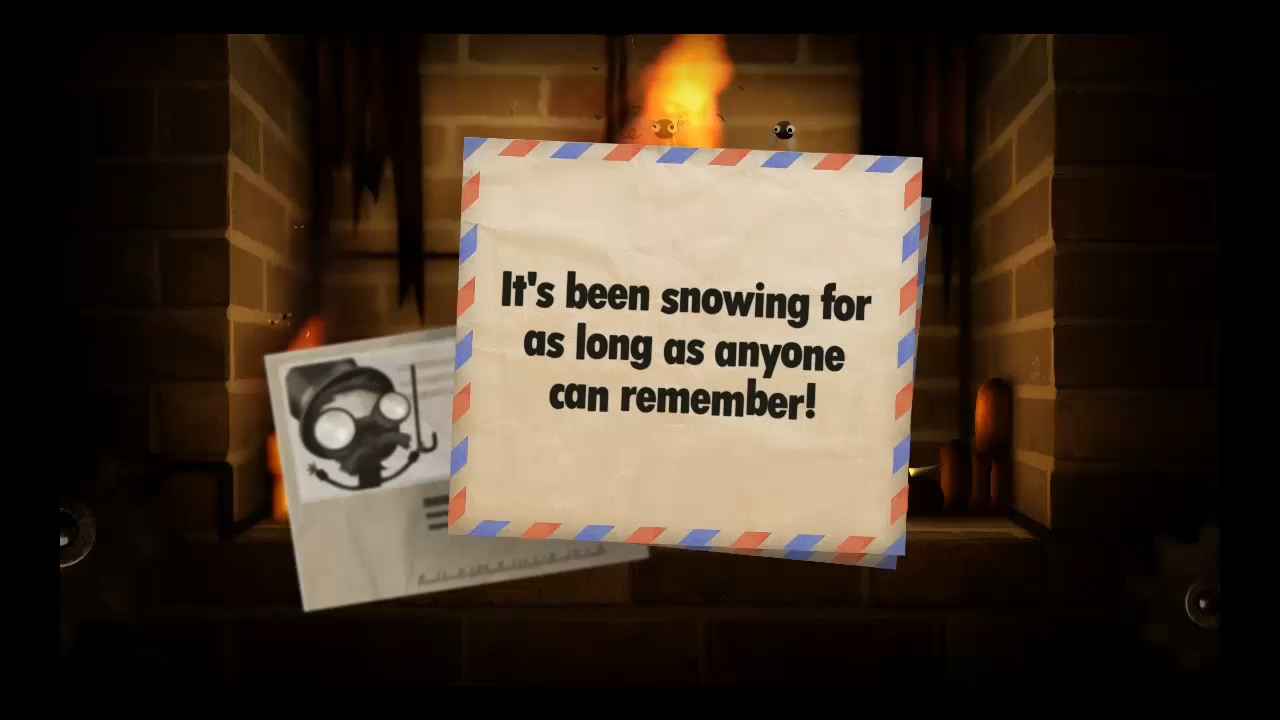 It's been snowing for
as long as anyone
can remember!